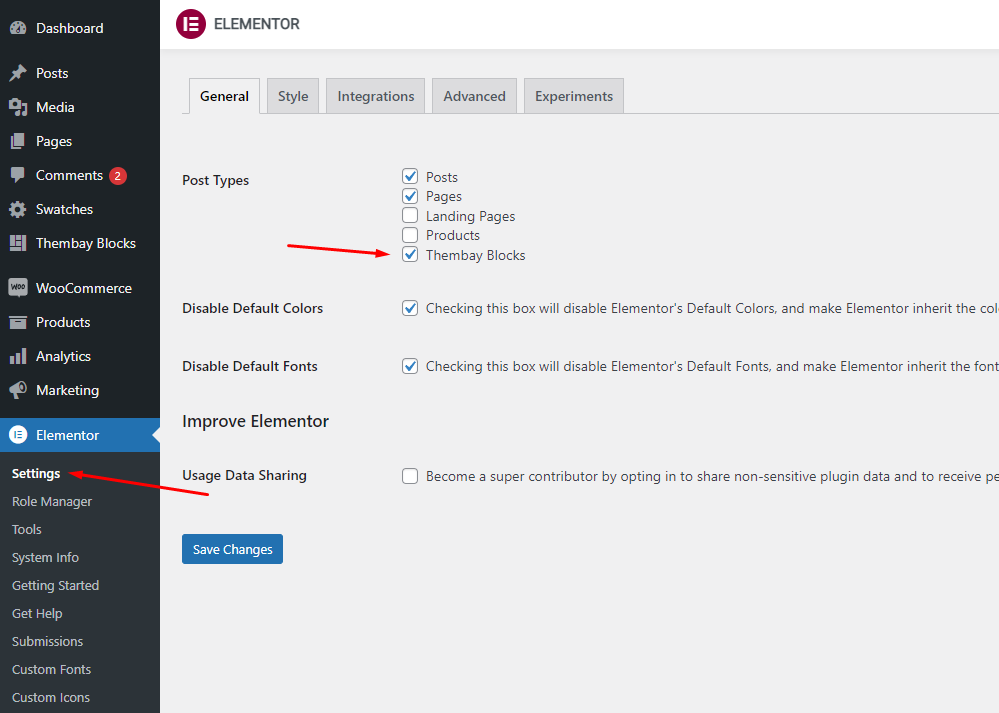 Dashboard
Posts
Media
Pages
Comments 2
Swatches
Thembay Blocks
WOO WooCommerce
Products
Analytics
Marketing
Elementor
Settings
Role Manager
Tools
System Info
Getting Started
Get Help
Submissions
Custom Fonts
Custom Icons
ELEMENTOR
General Style Integrations Advanced Experiments
Post Types
Posts
Pages
Landing Pages
Products
Thembay Blocks
Disable Default Colors Checking this box will disable Elementor's Default Colors, and make Elementor inherit the col
Disable Default Fonts Checking this box will disable Elementor's Default Fonts, and make Elementor inherit the font
Improve Elementor
Usage Data Sharing Become a super contributor by opting in to share non-sensitive plugin data and to receive pe
Save Changes